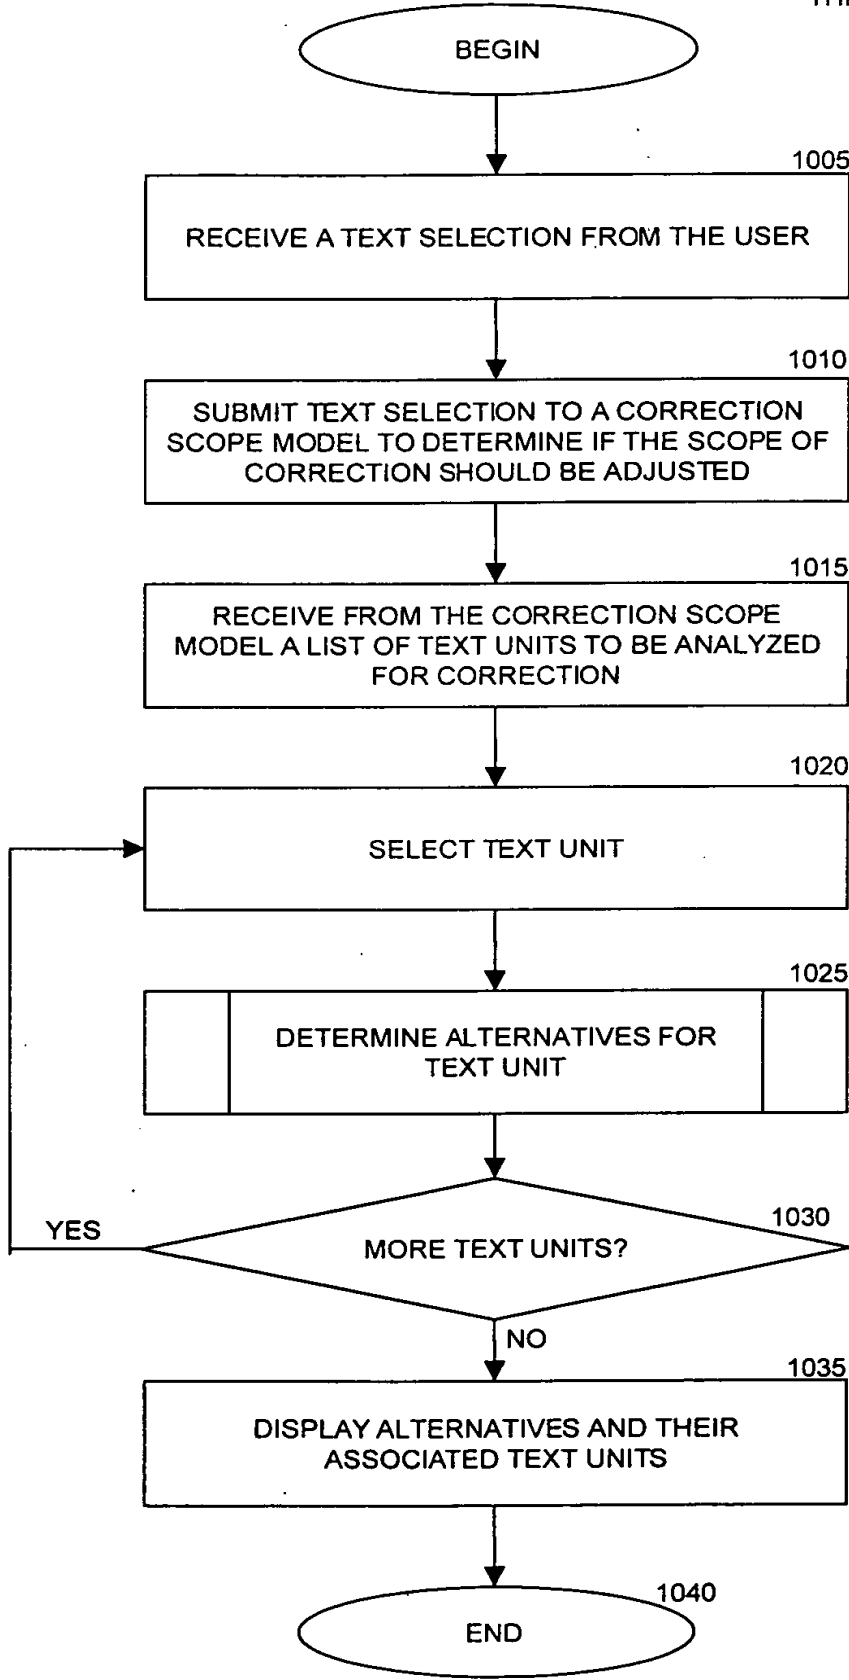 BEGIN
1005
RECEIVE A TEXT SELECTION FROM THE USER
1010
SUBMIT TEXT SELECTION TO A CORRECTION
SCOPE MODEL TO DETERMINE IF THE SCOPE OF
CORRECTION SHOULD BE ADJUSTED
1015
RECEIVE FROM THE CORRECTION SCOPE
MODEL A LIST OF TEXT UNITS TO BE ANALYZED
FOR CORRECTION
1020
SELECT TEXT UNIT
1025
DETERMINE ALTERNATIVES FOR
TEXT UNIT
YES
1030
MORE TEXT UNITS?
NO
1035
DISPLAY ALTERNATIVES AND THEIR
ASSOCIATED TEXT UNITS
1040
END